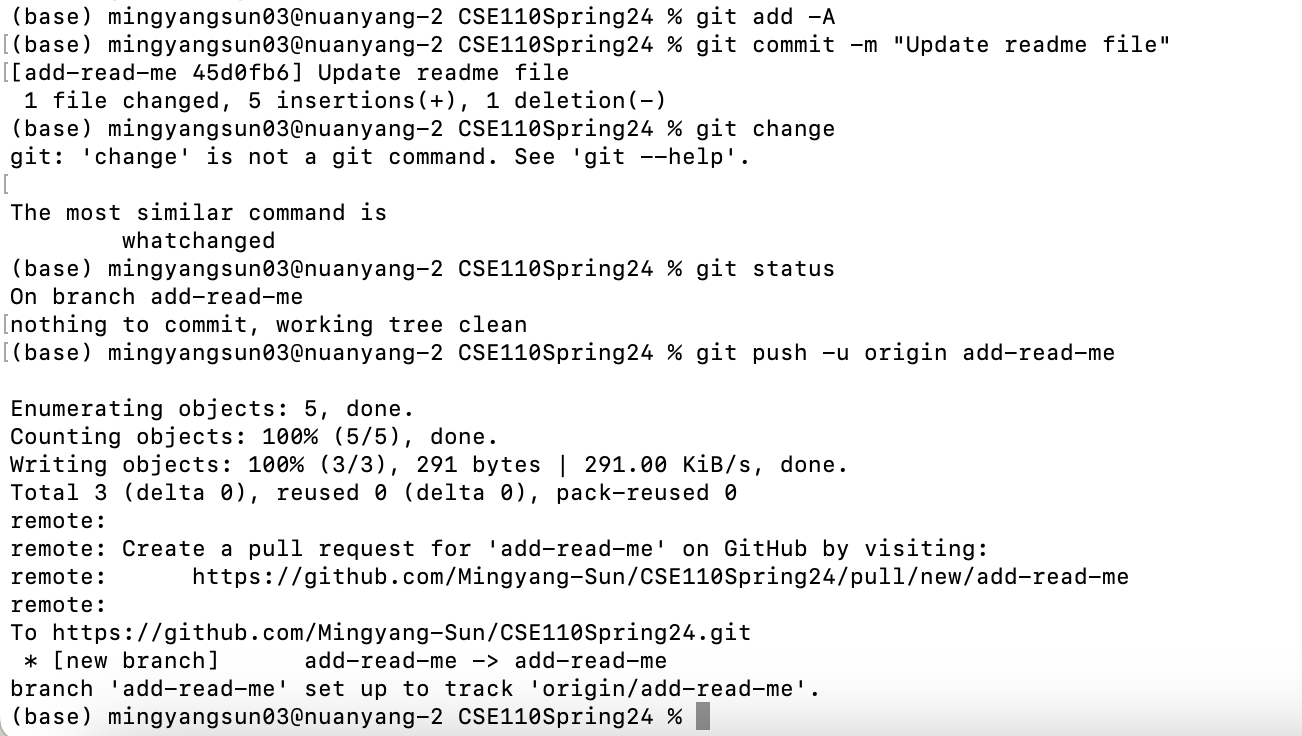 (base) mingyangsun03@nuanyang-2 CSE110Spring24 % git add -A
[(base) mingyangsun03@nuanyang-2 CSE110Spring24 % git commit -m "Update readme file"
[[add-read-me 45d0fb6] Update readme file
 1 file changed, 5 insertions(+), 1 deletion(-)
(base) mingyangsun03@nuanyang-2 CSE110Spring24 % git change
git: 'change' is not a git command. See 'git --help'.
[
The most similar command is
        whatchanged
(base) mingyangsun03@nuanyang-2 CSE110Spring24 % git status
On branch add-read-me
[nothing to commit, working tree clean
[(base) mingyangsun03@nuanyang-2 CSE110Spring24 % git push -u origin add-read-me
Enumerating objects: 5, done.
Counting objects: 100% (5/5), done.
Writing objects: 100% (3/3), 291 bytes | 291.00 KiB/s, done.
Total 3 (delta 0), reused 0 (delta 0), pack-reused 0
remote:
remote: Create a pull request for 'add-read-me' on GitHub by visiting:
remote:      https://github.com/Mingyang-Sun/CSE110Spring24/pull/new/add-read-me
remote:
To https://github.com/Mingyang-Sun/CSE110Spring24.git
 * [new branch]      add-read-me -> add-read-me
branch 'add-read-me' set up to track 'origin/add-read-me'.
(base) mingyangsun03@nuanyang-2 CSE110Spring24 %